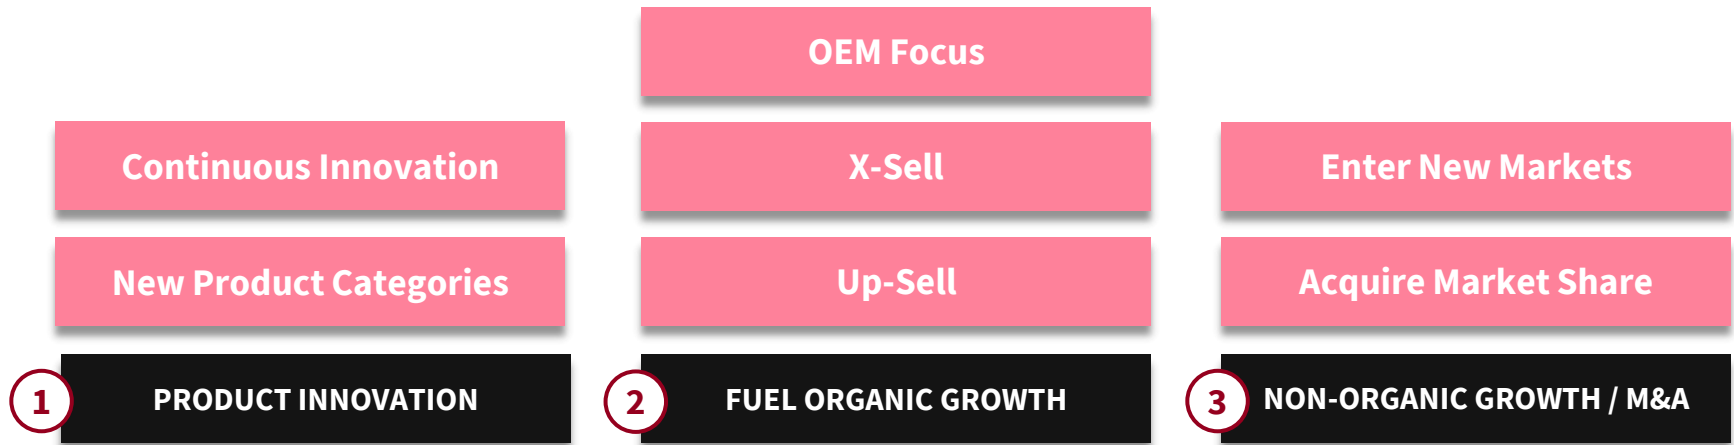 OEM Focus
Continuous Innovation
X-Sell
Enter New Markets
New Product Categories
Up-Sell
Acquire Market Share
1
PRODUCT INNOVATION
2
FUEL ORGANIC GROWTH
3
NON-ORGANIC GROWTH / M&A